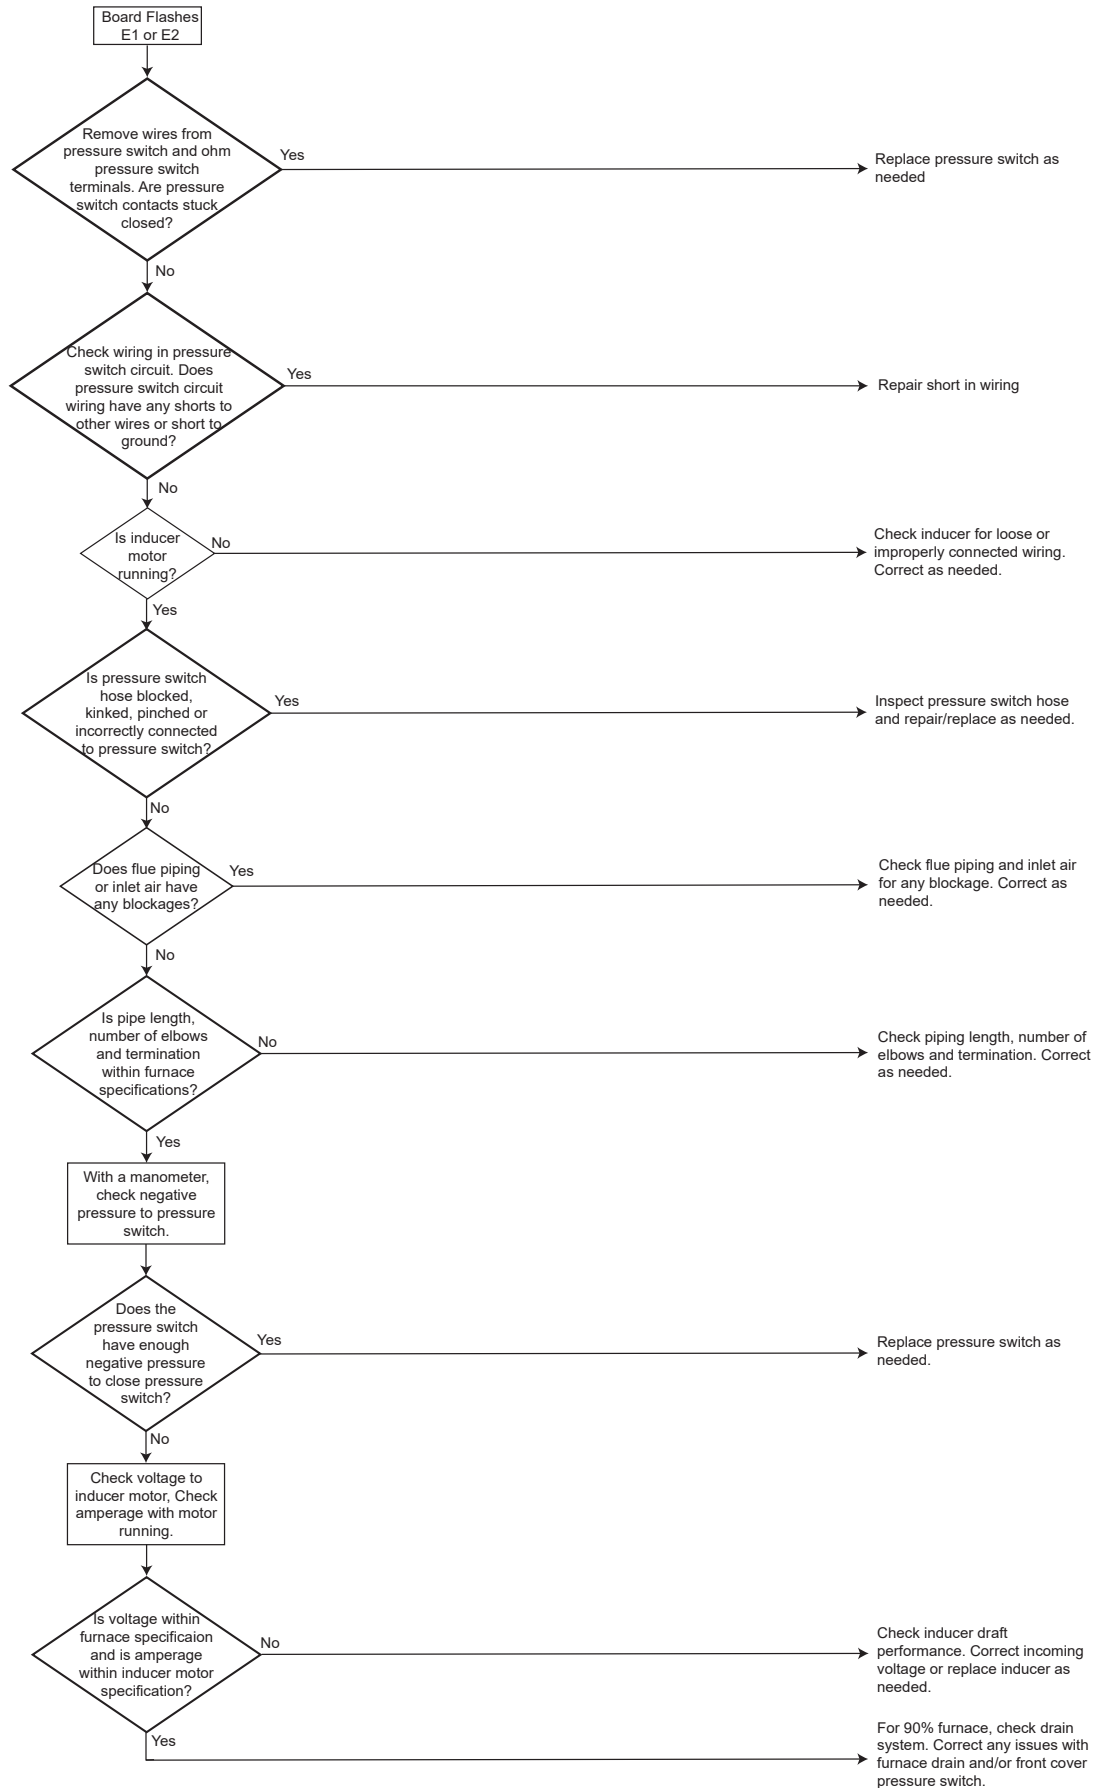 Board Flashes
E1 or E2
Remove wires from
pressure switch and ohm
pressure switch
terminals. Are pressure
switch contacts stuck
closed?
Yes
Replace pressure switch as
needed
No
Check wiring in pressure
switch circuit. Does
pressure switch circuit
wiring have any shorts to
other wires or short to
ground?
Yes
Repair short in wiring
No
Is inducer
motor
running?
No
Check inducer for loose or
improperly connected wiring.
Correct as needed.
Yes
Is pressure switch
hose blocked,
kinked, pinched or
incorrectly connected
to pressure switch?
Yes
Inspect pressure switch hose
and repair/replace as needed.
No
Does flue piping
or inlet air have
any blockages?
Yes
Check flue piping and inlet air
for any blockage. Correct as
needed.
No
Is pipe length,
number of elbows
and termination
within furnace
specifications?
No
Check piping length, number of
elbows and termination. Correct
as needed.
Yes
With a manometer,
check negative
pressure to pressure
switch.
Does the
pressure switch
have enough
negative pressure
to close pressure
switch?
Yes
Replace pressure switch as
needed.
No
Check voltage to
inducer motor, Check
amperage with motor
running.
Is voltage within
furnace specificaion
and is amperage
within inducer motor
specification?
No
Check inducer draft
performance. Correct incoming
voltage or replace inducer as
needed.
Yes
For 90% furnace, check drain
system. Correct any issues with
furnace drain and/or front cover
pressure switch.